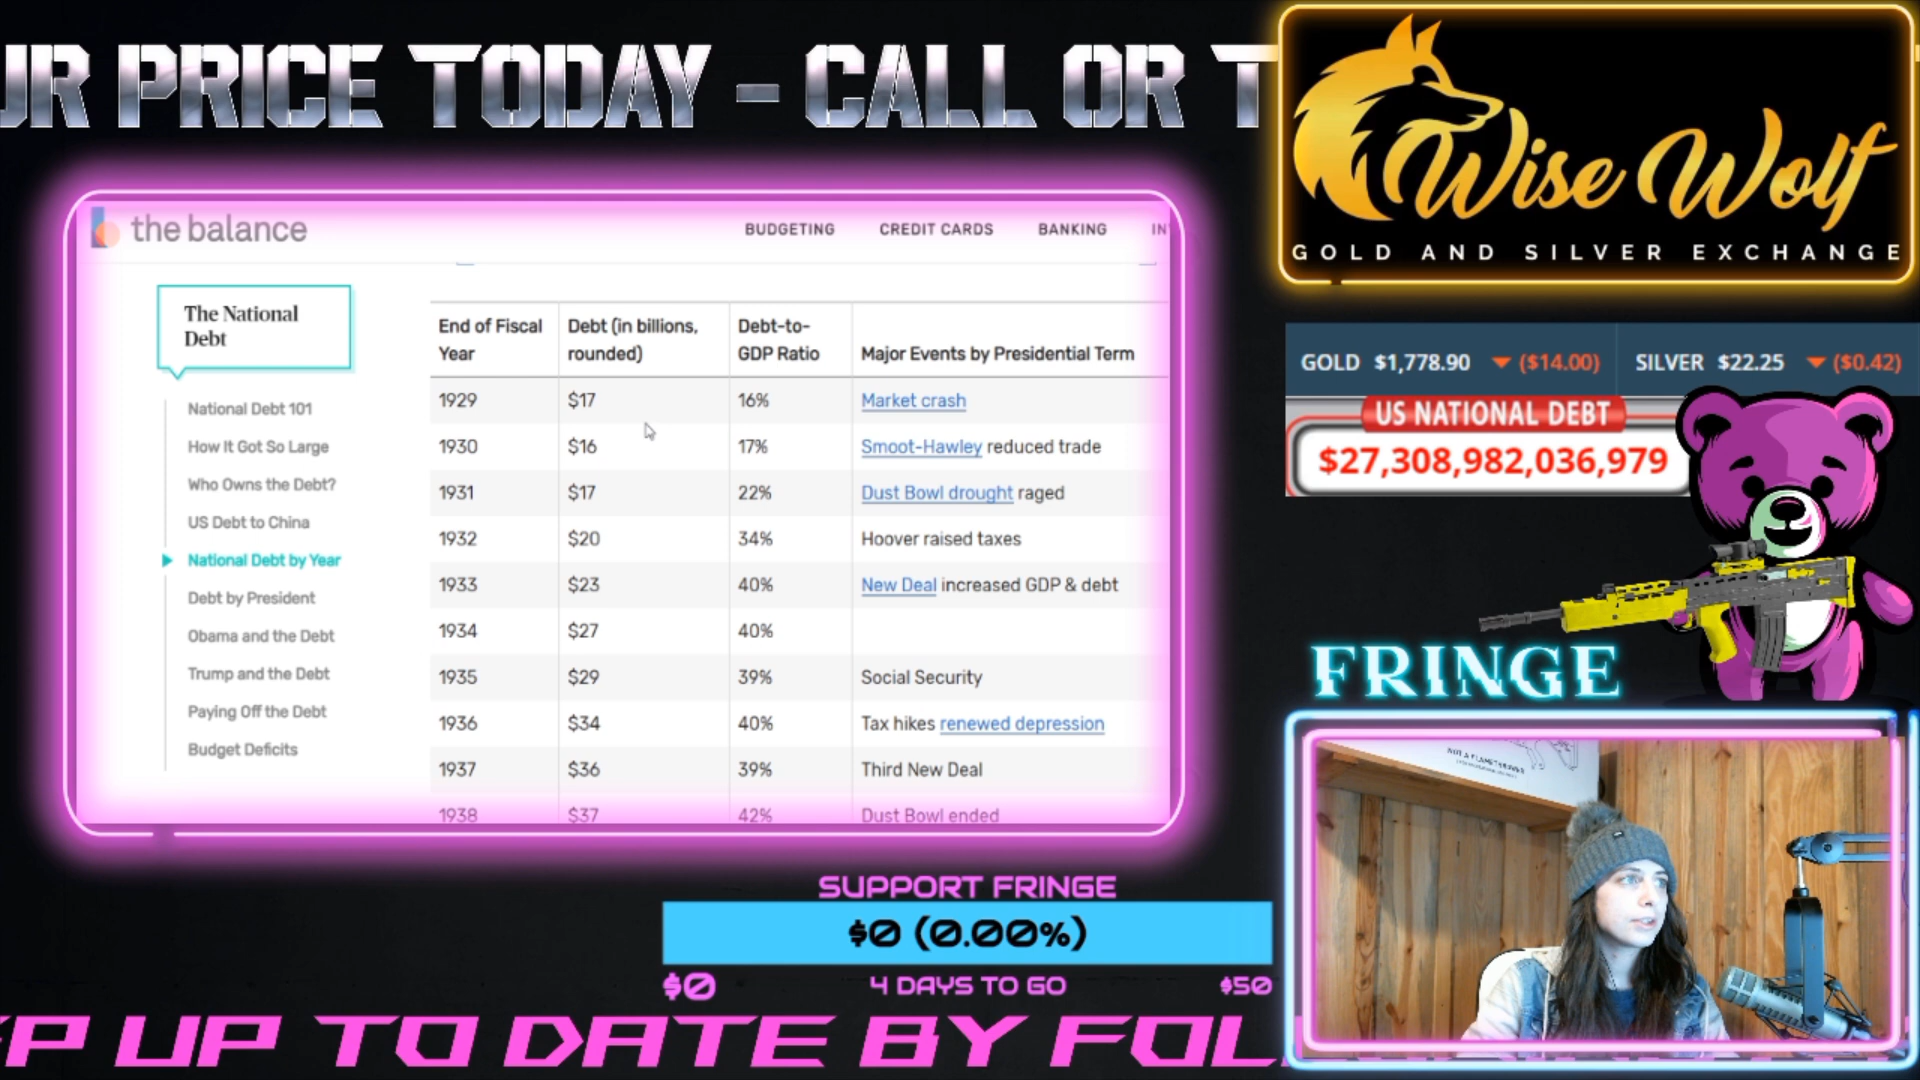 UR PRICE TODAY - CALL OR T
Wise Wolf
GOLD AND SILVER EXCHANGE
the balance
BUDGETING CREDIT CARDS BANKING IN
The National
Debt
National Debt 101
How It Got So Large
Who Owns the Debt?
US Debt to China
National Debt by Year
Debt by President
Obama and the Debt
Trump and the Debt
Paying Off the Debt
Budget Deficits
End of Fiscal Year Debt (in billions, rounded) Debt-to-GDP Ratio Major Events by Presidential Term
1929 $17 16% Market crash
1930 $16 17% Smoot-Hawley reduced trade
1931 $17 22% Dust Bowl drought raged
1932 $20 34% Hoover raised taxes
1933 $23 40% New Deal increased GDP & debt
1934 $27 40%
1935 $29 39% Social Security
1936 $34 40% Tax hikes renewed depression
1937 $36 39% Third New Deal
1938 $37 42% Dust Bowl ended
GOLD $1,778.90 ($14.00) SILVER $22.25 ($0.42)
US NATIONAL DEBT
$27,308,982,036,979
FRINGE
NOT A FLAMETHROWER
SUPPORT FRINGE
$0 (0.00%)
$0 4 DAYS TO GO $50
EP UP TO DATE BY FOL